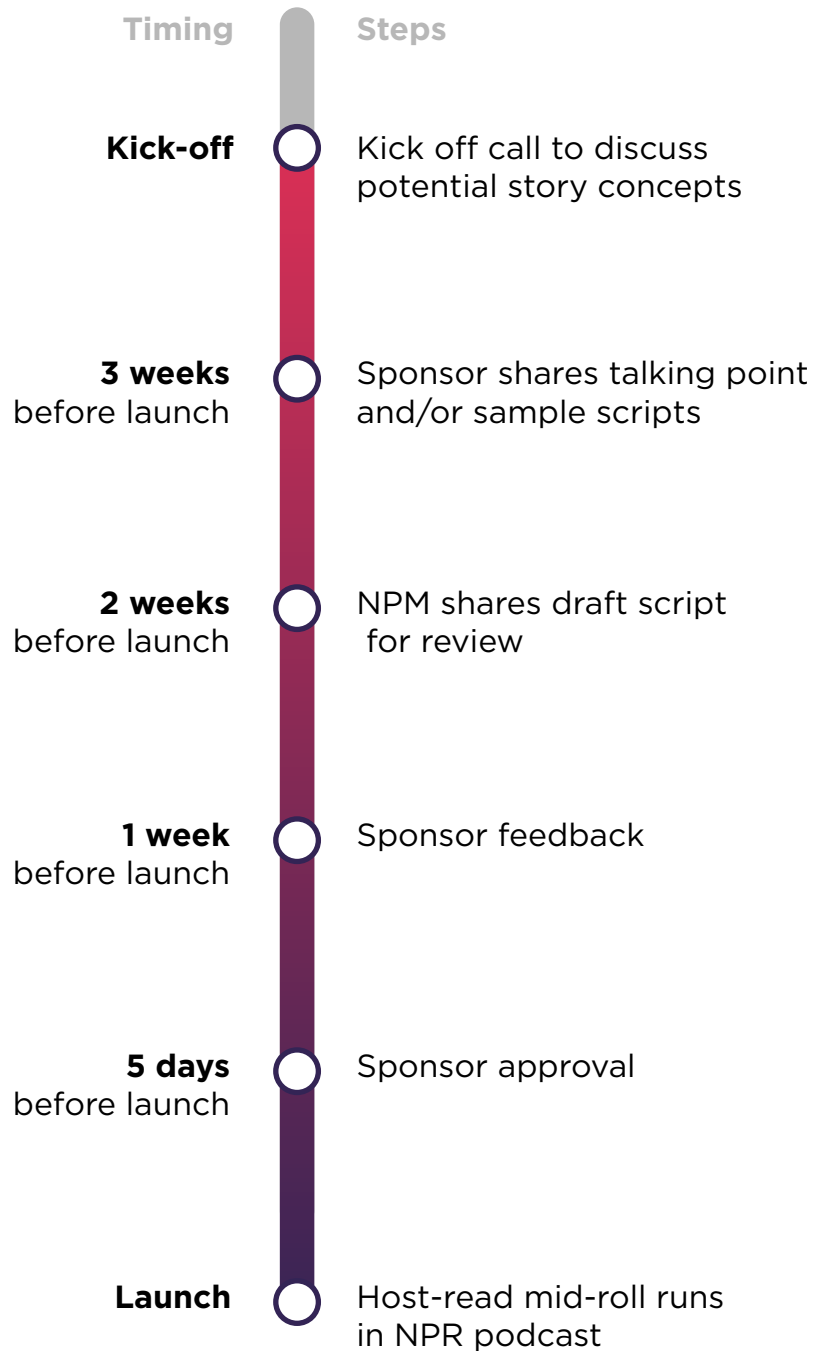 Timing
Steps
Kick-off
Kick off call to discuss
potential story concepts
3 weeks
before launch
Sponsor shares talking point
and/or sample scripts
2 weeks
before launch
NPM shares draft script
for review
1 week
before launch
Sponsor feedback
5 days
before launch
Sponsor approval
Launch
Host-read mid-roll runs
in NPR podcast